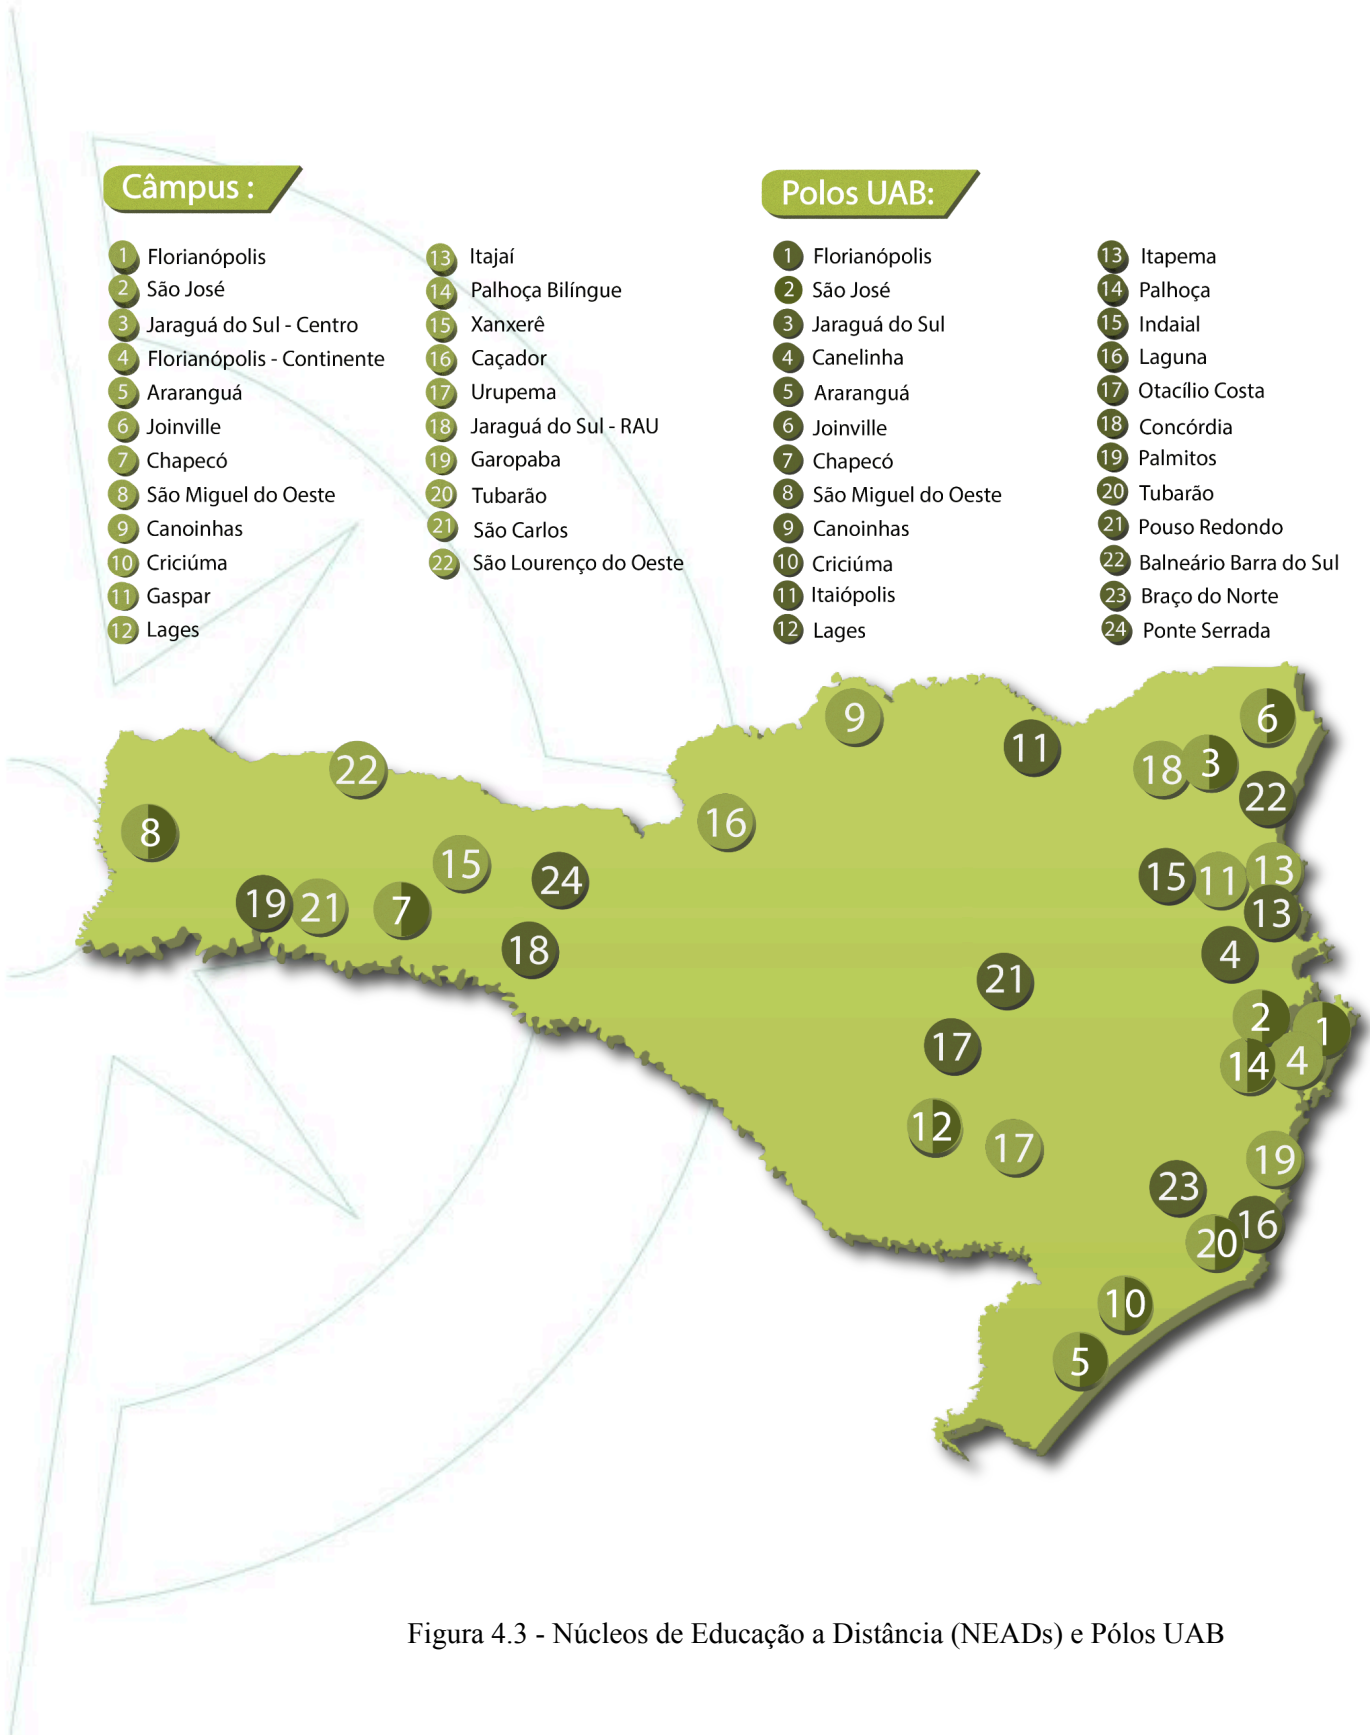 Câmpus :
1 Florianópolis
2 São José
3 Jaraguá do Sul - Centro
4 Florianópolis - Continente
5 Araranguá
6 Joinville
7 Chapecó
8 São Miguel do Oeste
9 Canoinhas
10 Criciúma
11 Gaspar
12 Lages
13 Itajaí
14 Palhoça Bilíngue
15 Xanxerê
16 Caçador
17 Urupema
18 Jaraguá do Sul - RAU
19 Garopaba
20 Tubarão
21 São Carlos
22 São Lourenço do Oeste
Polos UAB:
1 Florianópolis
2 São José
3 Jaraguá do Sul
4 Canelinha
5 Araranguá
6 Joinville
7 Chapecó
8 São Miguel do Oeste
9 Canoinhas
10 Criciúma
11 Itaiópolis
12 Lages
13 Itapema
14 Palhoça
15 Indaial
16 Laguna
17 Otacílio Costa
18 Concórdia
19 Palmitos
20 Tubarão
21 Pouso Redondo
22 Balneário Barra do Sul
23 Braço do Norte
24 Ponte Serrada
9
6
11
18
3
22
22
16
8
15
24
15
11
13
19
21
7
13
18
4
21
2
1
17
14
4
12
17
19
23
16
20
10
5
Figura 4.3 - Núcleos de Educação a Distância (NEADs) e Pólos UAB